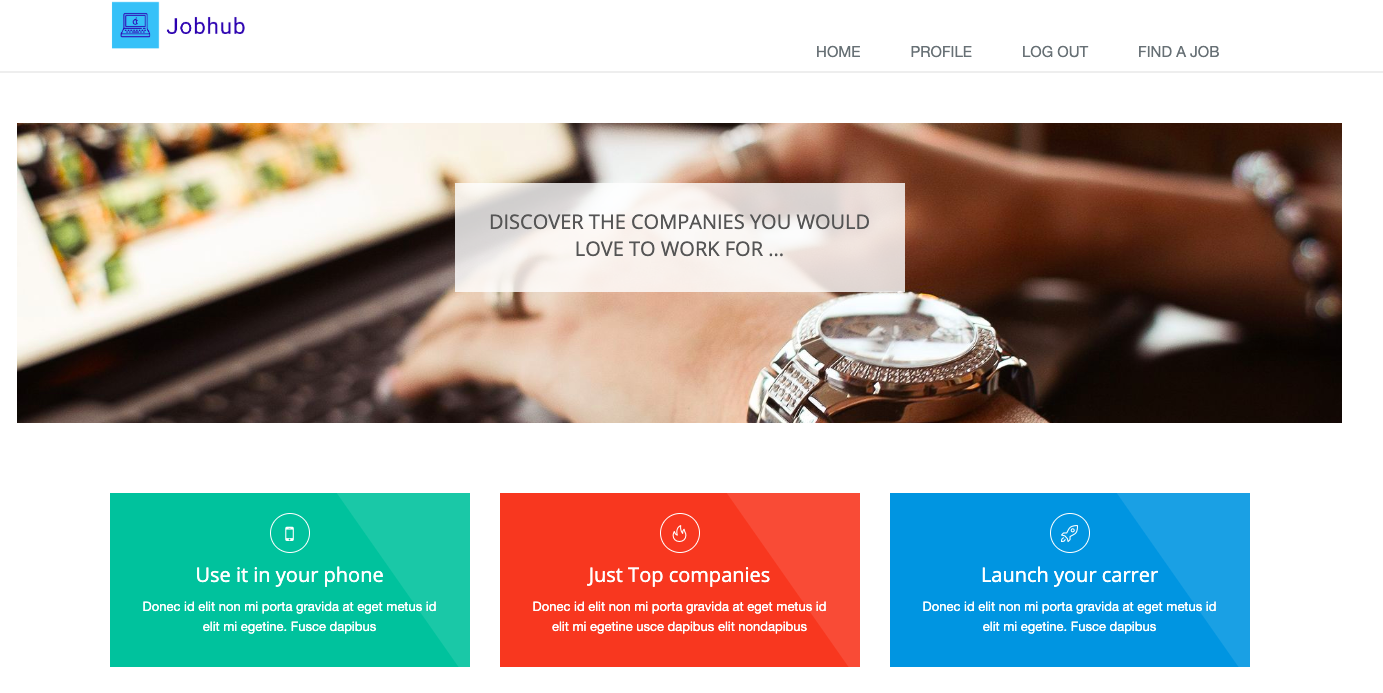 Jobhub
HOME PROFILE LOG OUT FIND A JOB
DISCOVER THE COMPANIES YOU WOULD
LOVE TO WORK FOR ...
Use it in your phone
Donec id elit non mi porta gravida at eget metus id
elit mi egetine. Fusce dapibus
Just Top companies
Donec id elit non mi porta gravida at eget metus id
elit mi egetine usce dapibus elit nondapibus
Launch your carrer
Donec id elit non mi porta gravida at eget metus id
elit mi egetine. Fusce dapibus